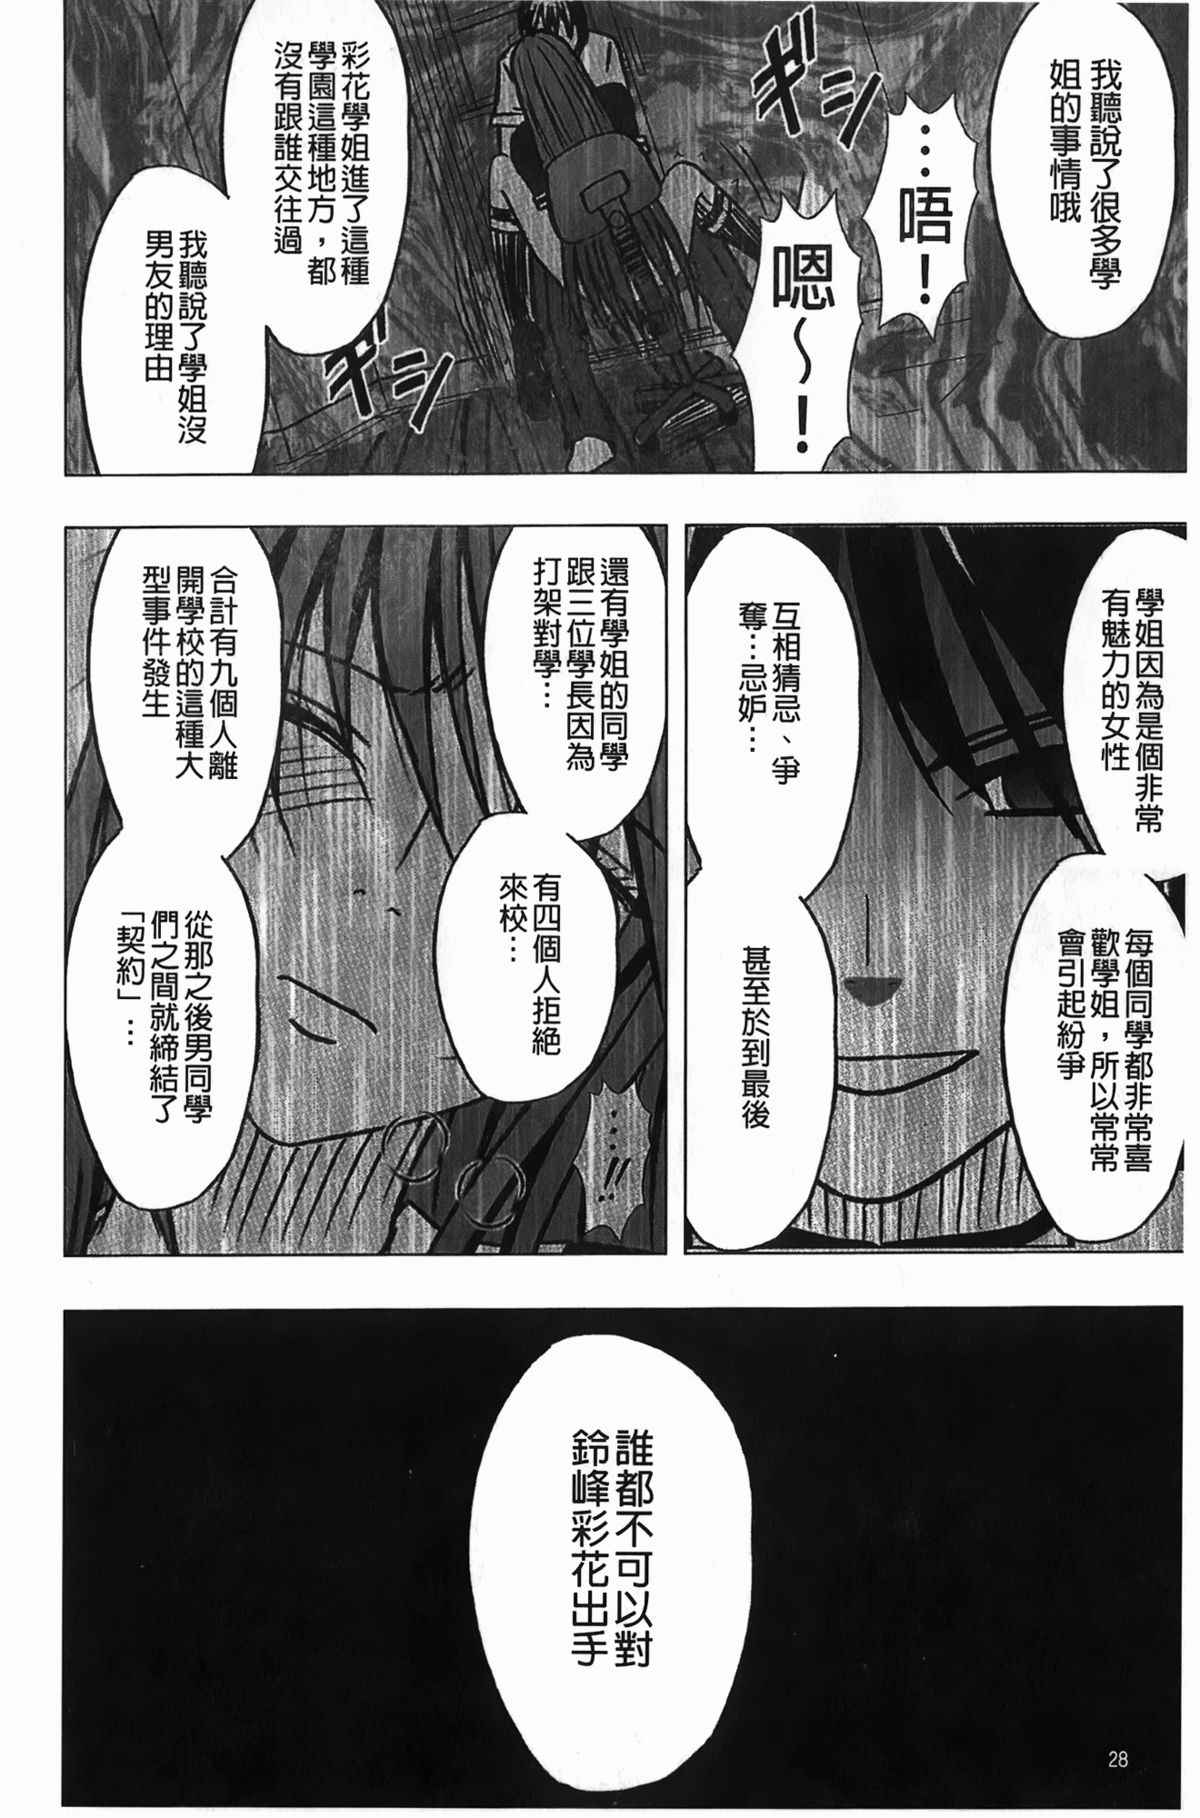 我聽說了很多學
姐的事情哦
…唔！
嗯～！
ギシ
彩花學姐進了這種
學園這種地方，都
沒有跟誰交往過
我聽說了學姐沒
男友的理由
ギシ
學姐因為是個非常
有魅力的女性
每個同學都非常喜
歡學姐，所以常常
會引起紛爭
互相猜忌、爭
奪…忌妒…
甚至於到最後
還有學姐的同學
跟三位學長因為
打架對學…
有四個人拒絕
來校…
…!!
合計有九個人離
開學校的這種大
型事件發生
從那之後男同學
們之間就締結了
「契約」…
誰都不可以對
鈴峰彩花出手
28